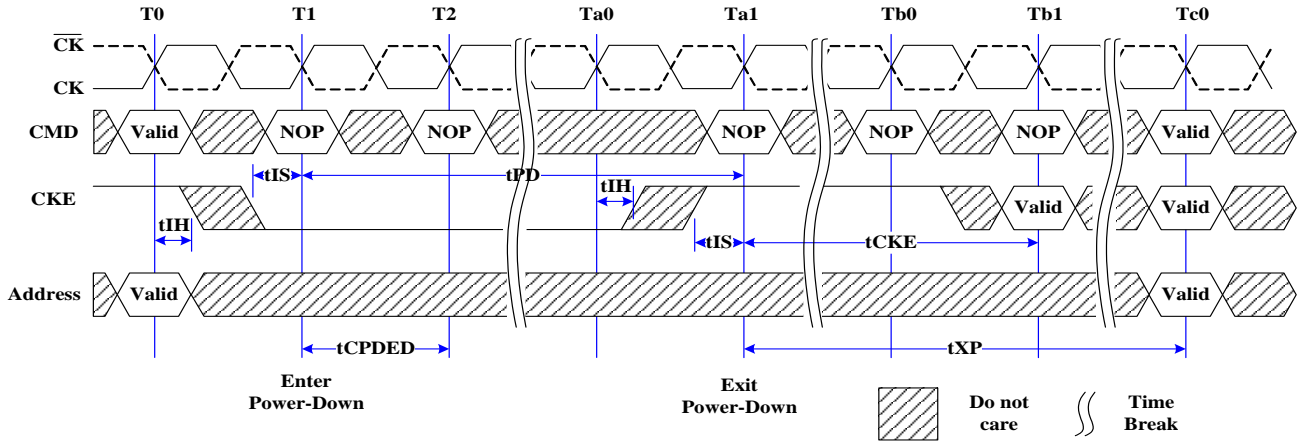 T0 T1 T2 Ta0 Ta1 Tb0 Tb1 Tc0
CK
CK
CMD Valid NOP NOP NOP NOP NOP Valid
tIS tPD tIH
CKE Valid Valid
tIH tIS tCKE
Address Valid Valid
tCPDED tXP
Enter
Power-Down
Exit
Power-Down
Do not
care
Time
Break